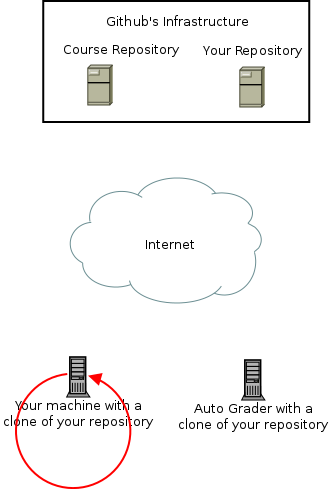 Github's Infrastructure
Course Repository
Your Repository
Internet
Your machine with a
clone of your repository
Auto Grader with a
clone of your repository